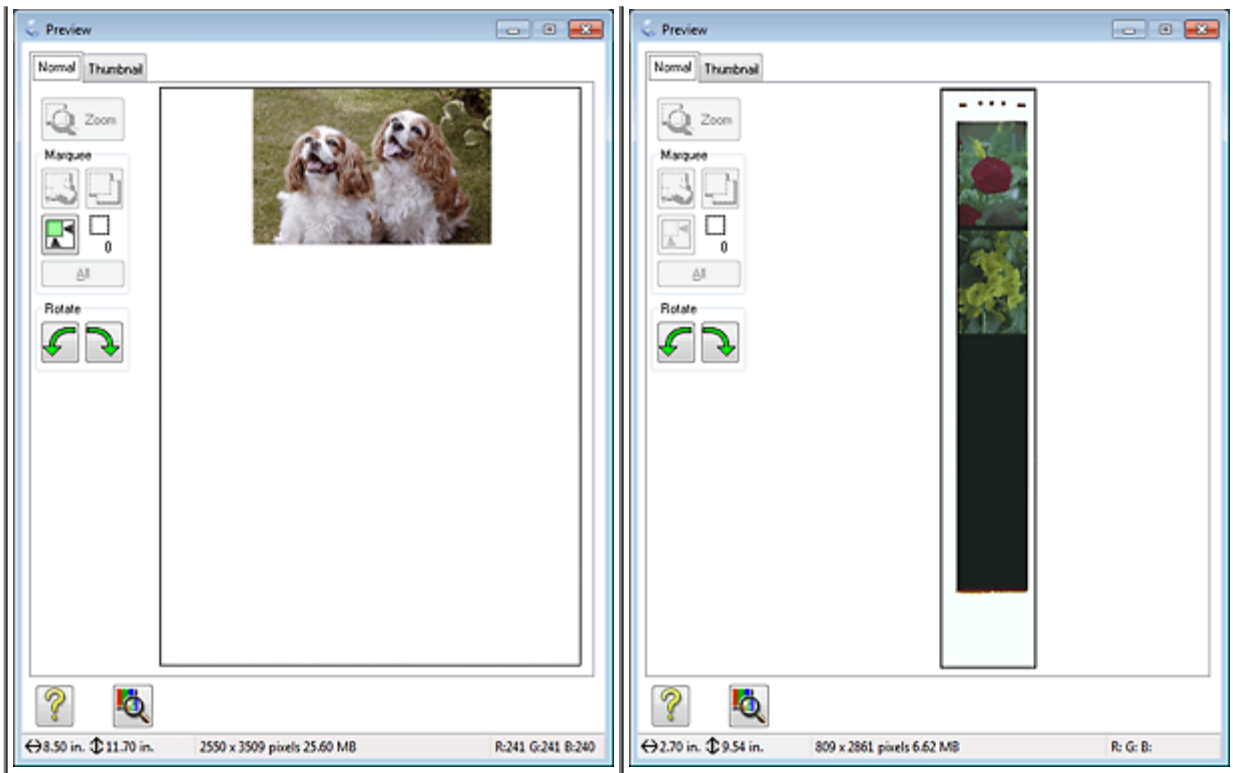 Preview
Normal Thumbnail
Zoom
Marquee
0
All
Rotate
8.50 in. 11.70 in. 2550 x 3509 pixels 25.60 MB R:241 G:241 B:240
Preview
Normal Thumbnail
Zoom
Marquee
0
All
Rotate
2.70 in. 9.54 in. 809 x 2861 pixels 6.62 MB R: G: B: